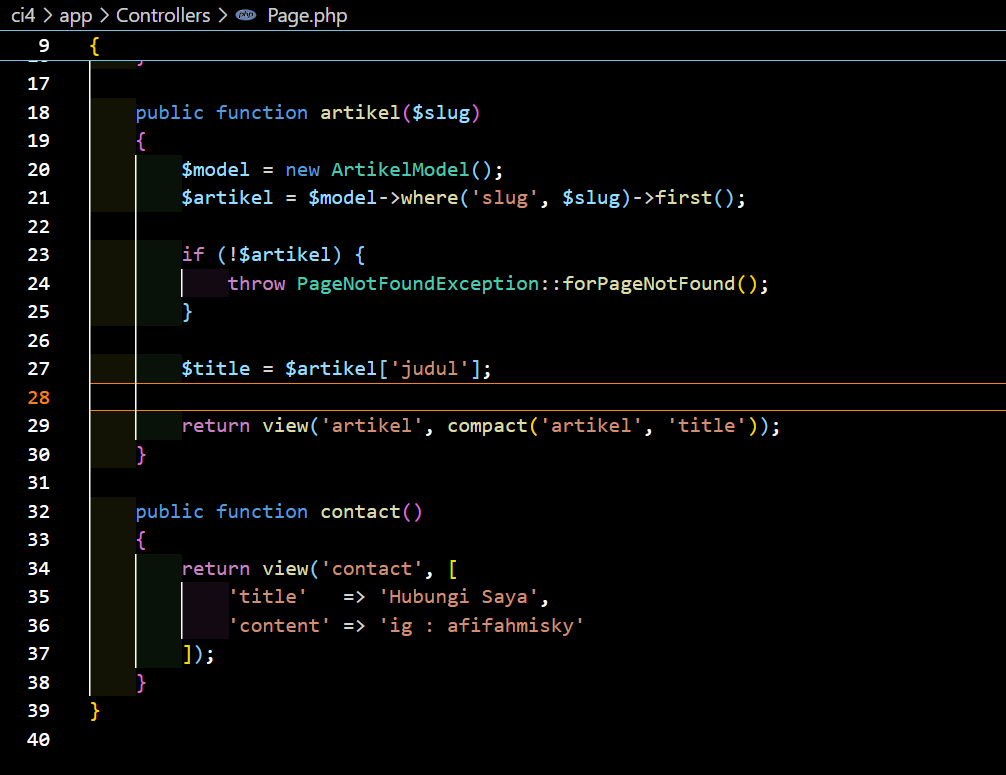 ci4 > app > Controllers > php Page.php
9 {
17
18 public function artikel($slug)
19 {
20 $model = new ArtikelModel();
21 $artikel = $model->where('slug', $slug)->first();
22
23 if (!$artikel) {
24 throw PageNotFoundException::forPageNotFound();
25 }
26
27 $title = $artikel['judul'];
28
29 return view('artikel', compact('artikel', 'title'));
30 }
31
32 public function contact()
33 {
34 return view('contact', [
35 'title'   => 'Hubungi Saya',
36 'content' => 'ig : afifahmisky'
37 ]);
38 }
39 }
40